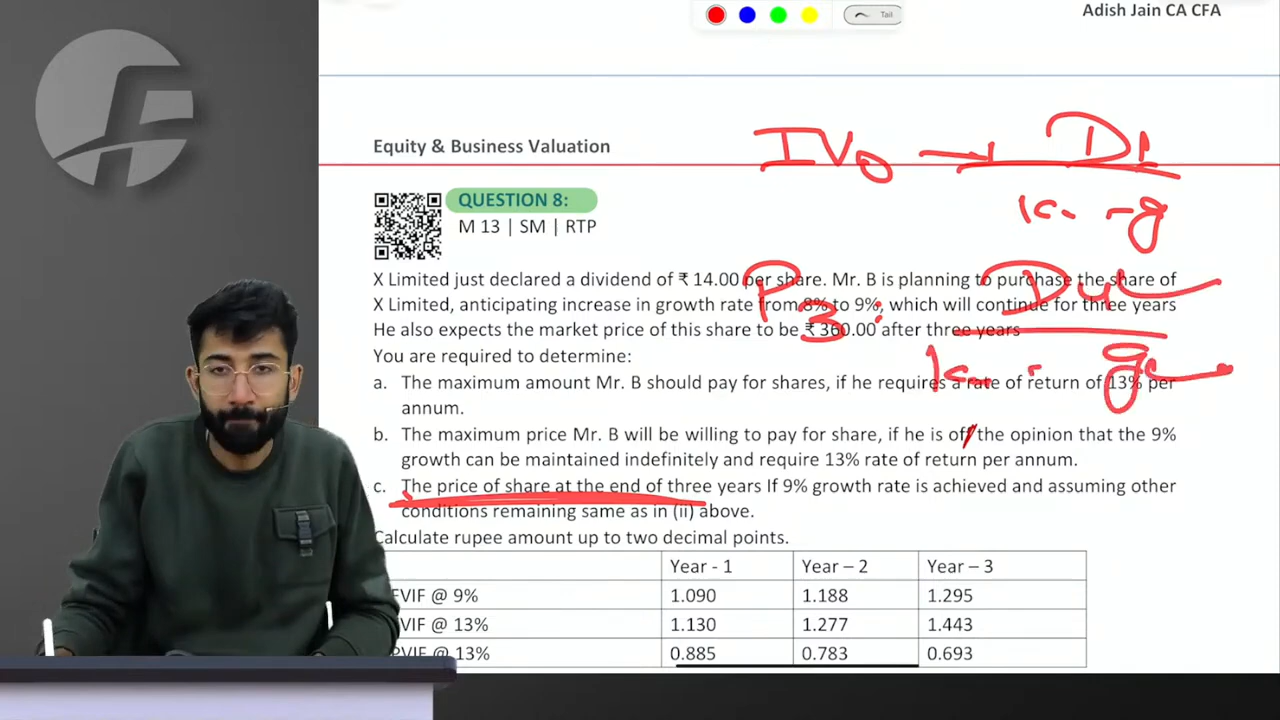 Tail
Adish Jain CA CFA
Equity & Business Valuation
IV0 → D1
Ke - g
QUESTION 8:
M 13 | SM | RTP
X Limited just declared a dividend of ₹ 14.00 per share. Mr. B is planning to purchase the share of
X Limited, anticipating increase in growth rate from 8% to 9%, which will continue for three years
He also expects the market price of this share to be ₹ 360.00 after three years
P3: D4
Ke - g
You are required to determine:
a. The maximum amount Mr. B should pay for shares, if he requires a rate of return of 13% per
annum.
b. The maximum price Mr. B will be willing to pay for share, if he is off the opinion that the 9%
growth can be maintained indefinitely and require 13% rate of return per annum.
c. The price of share at the end of three years If 9% growth rate is achieved and assuming other
conditions remaining same as in (ii) above.
Calculate rupee amount up to two decimal points.
Year - 1 Year – 2 Year – 3
FVIF @ 9% 1.090 1.188 1.295
FVIF @ 13% 1.130 1.277 1.443
PVIF @ 13% 0.885 0.783 0.693